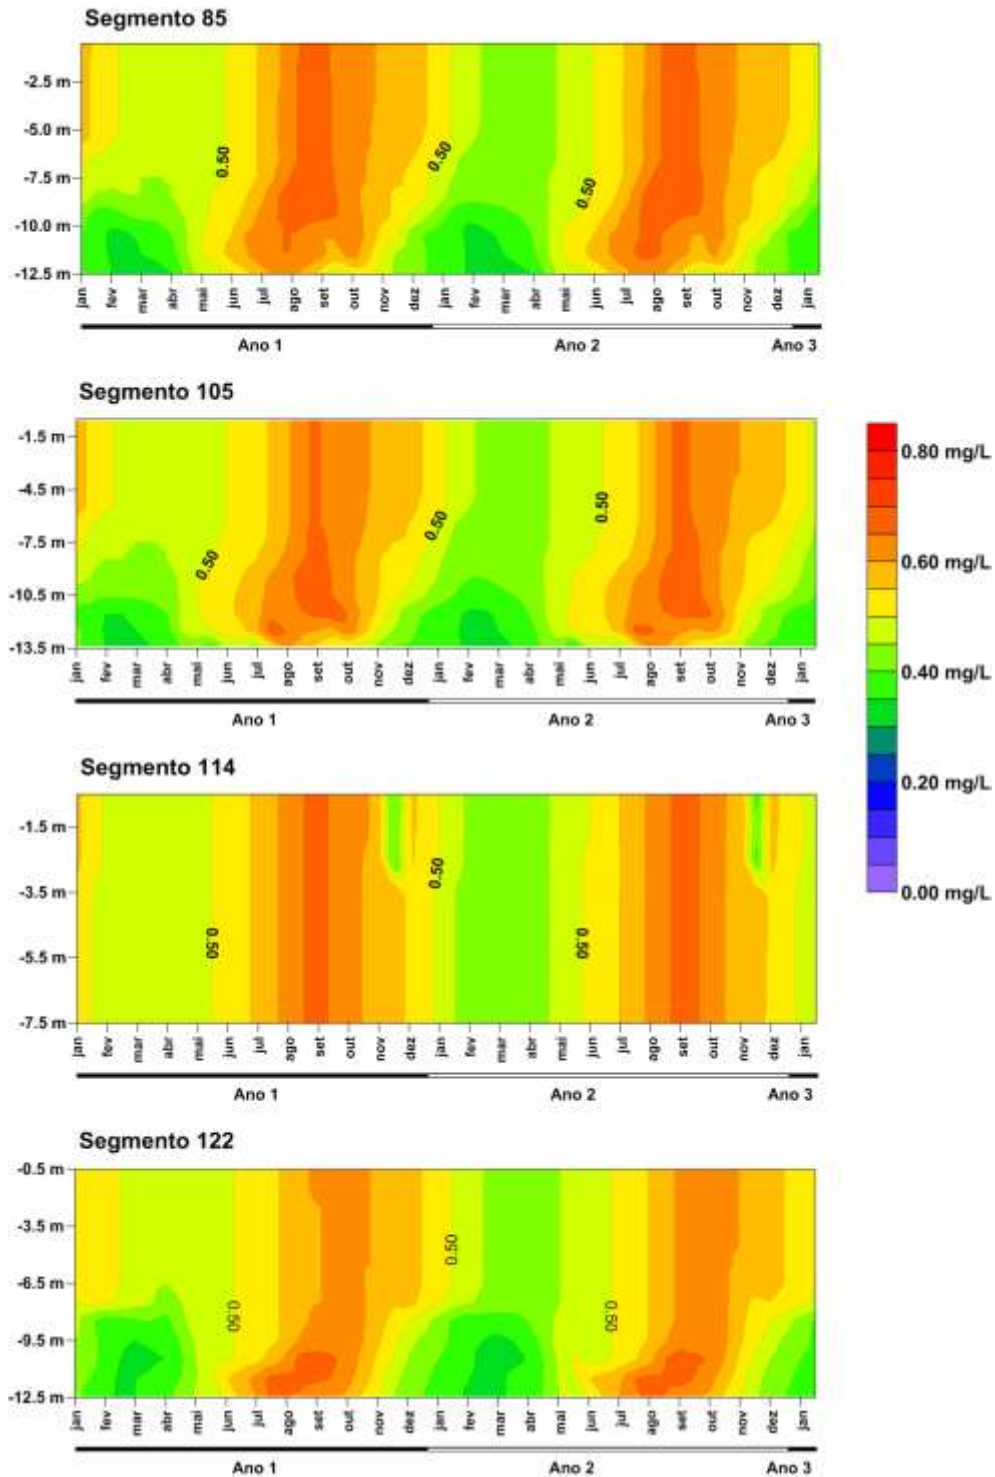 Segmento 85
-2.5 m
-5.0 m
-7.5 m
-10.0 m
-12.5 m
0.50
0.50
0.50
jan fev mar abr mai jun jul ago set out nov dez jan fev mar abr mai jun jul ago set out nov dez jan
Ano 1 Ano 2 Ano 3
Segmento 105
-1.5 m
-4.5 m
-7.5 m
-10.5 m
-13.5 m
0.50
0.50
0.50
jan fev mar abr mai jun jul ago set out nov dez jan fev mar abr mai jun jul ago set out nov dez jan
Ano 1 Ano 2 Ano 3
0.80 mg/L
0.60 mg/L
0.40 mg/L
0.20 mg/L
0.00 mg/L
Segmento 114
-1.5 m
-3.5 m
-5.5 m
-7.5 m
0.50
0.50
0.50
jan fev mar abr mai jun jul ago set out nov dez jan fev mar abr mai jun jul ago set out nov dez jan
Ano 1 Ano 2 Ano 3
Segmento 122
-0.5 m
-3.5 m
-6.5 m
-9.5 m
-12.5 m
0.50
0.50
0.50
jan fev mar abr mai jun jul ago set out nov dez jan fev mar abr mai jun jul ago set out nov dez jan
Ano 1 Ano 2 Ano 3